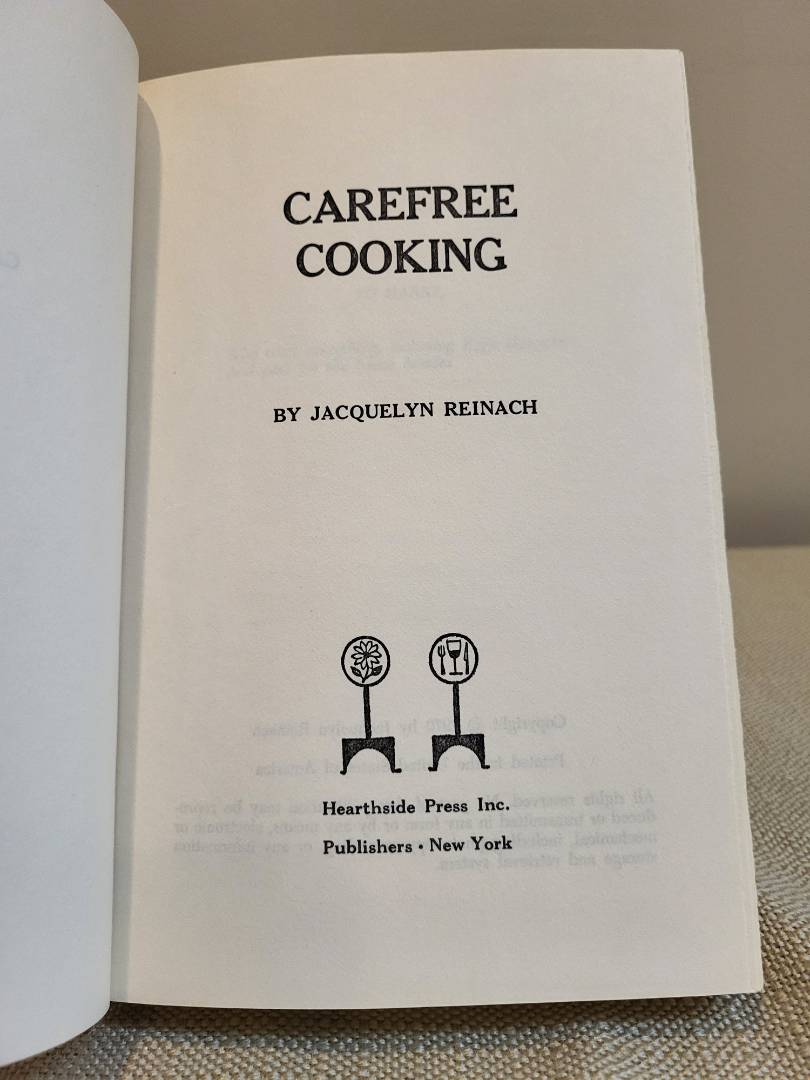 CAREFREE
COOKING
BY JACQUELYN REINACH
Hearthside Press Inc.
Publishers • New York